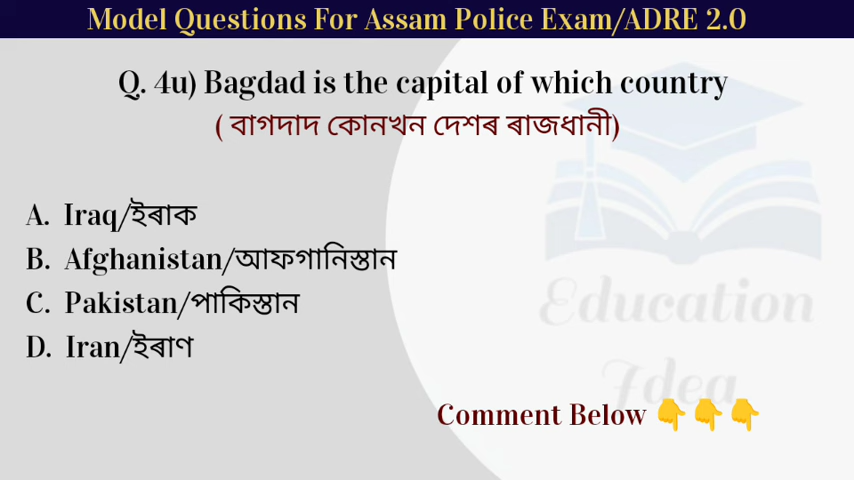 Model Questions For Assam Police Exam/ADRE 2.0
Q. 4u) Bagdad is the capital of which country
( বাগদাদ কোনখন দেশৰ ৰাজধানী)
A. Iraq/ইৰাক
B. Afghanistan/আফগানিস্তান
C. Pakistan/পাকিস্তান
D. Iran/ইৰাণ
Education
Idea
Comment Below 👇👇👇